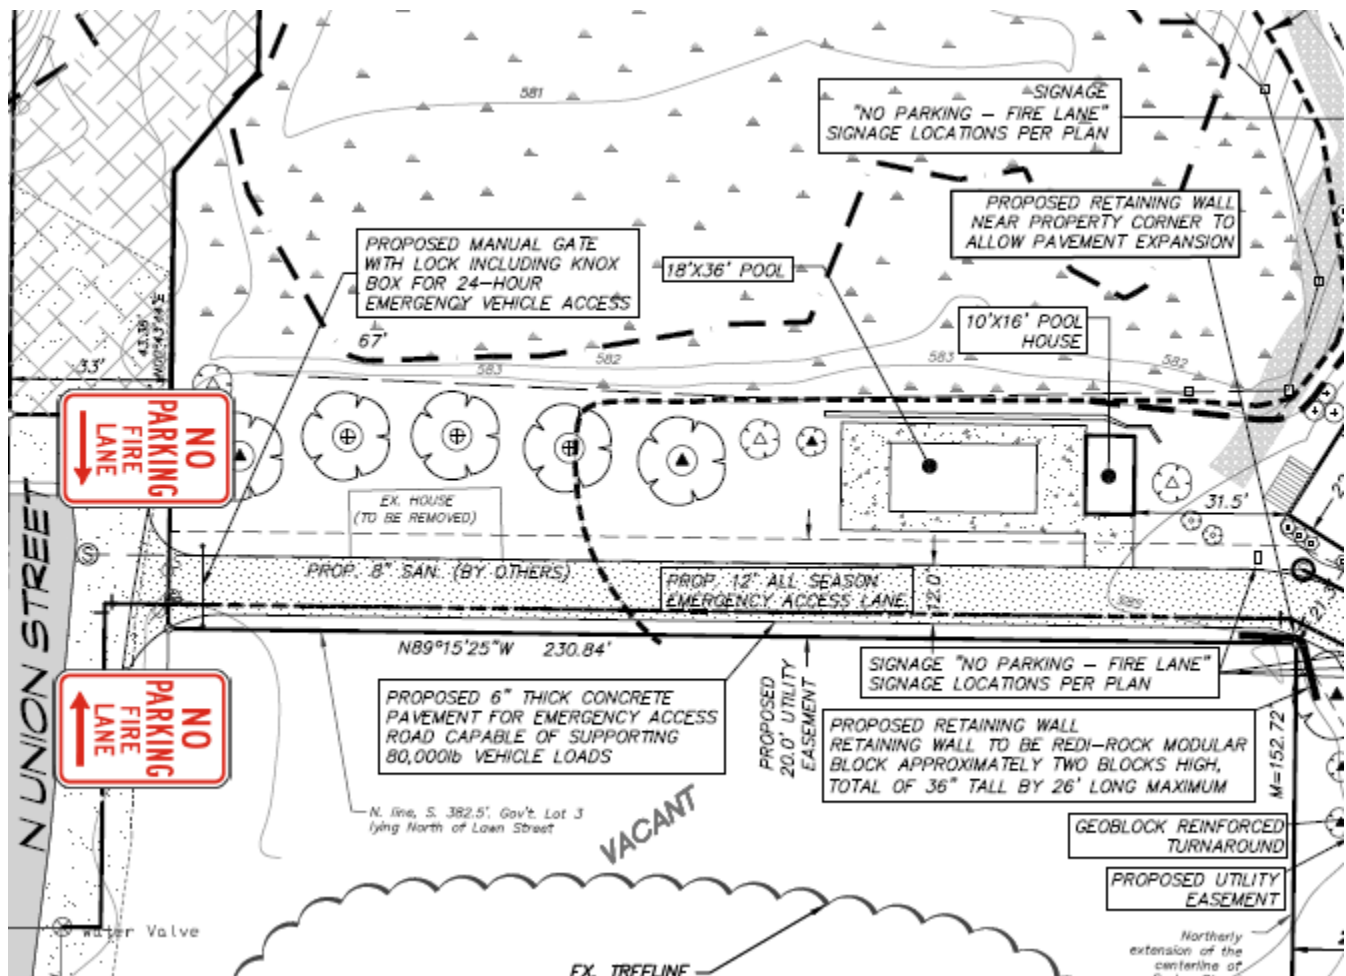 581
SIGNAGE
"NO PARKING – FIRE LANE"
SIGNAGE LOCATIONS PER PLAN
PROPOSED RETAINING WALL
NEAR PROPERTY CORNER TO
ALLOW PAVEMENT EXPANSION
PROPOSED MANUAL GATE
WITH LOCK INCLUDING KNOX
BOX FOR 24-HOUR
EMERGENCY VEHICLE ACCESS
18'X36' POOL
10'X16' POOL
HOUSE
43.36'
33'
67'
582
583
583
582
NO
PARKING
FIRE
LANE
EX. HOUSE
(TO BE REMOVED)
31.5'
N UNION STREET
S
PROP. 8" SAN. (BY OTHERS)
PROP. 12' ALL SEASON
EMERGENCY ACCESS LANE
12.0'
N89°15'25"W 230.84'
PROPOSED
20.0' UTILITY
EASEMENT
SIGNAGE "NO PARKING – FIRE LANE"
SIGNAGE LOCATIONS PER PLAN
NO
PARKING
FIRE
LANE
PROPOSED 6" THICK CONCRETE
PAVEMENT FOR EMERGENCY ACCESS
ROAD CAPABLE OF SUPPORTING
80,000lb VEHICLE LOADS
PROPOSED RETAINING WALL
RETAINING WALL TO BE REDI-ROCK MODULAR
BLOCK APPROXIMATELY TWO BLOCKS HIGH,
TOTAL OF 36" TALL BY 26' LONG MAXIMUM
M=152.72
N. line, S. 382.5'. Gov't. Lot 3
lying North of Lawn Street
VACANT
GEOBLOCK REINFORCED
TURNAROUND
PROPOSED UTILITY
EASEMENT
Water Valve
Northerly
extension of the
centerline of
EX. TREELINE